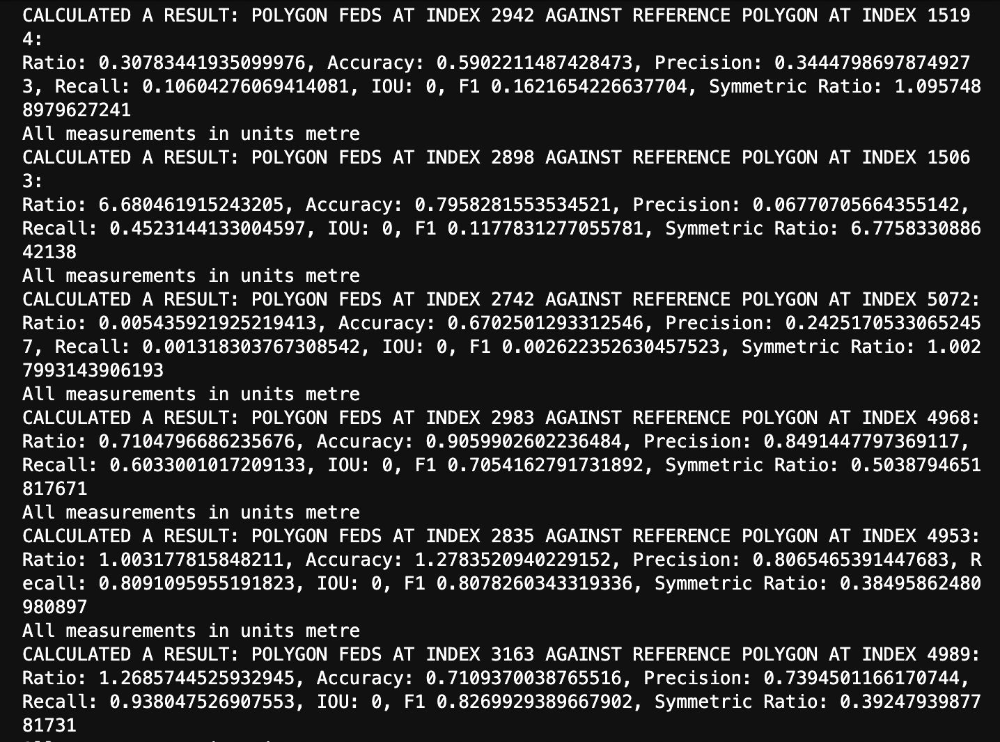 CALCULATED A RESULT: POLYGON FEDS AT INDEX 2942 AGAINST REFERENCE POLYGON AT INDEX 1519
4:
Ratio: 0.30783441935099976, Accuracy: 0.5902211487428473, Precision: 0.3444798697874927
3, Recall: 0.10604276069414081, IOU: 0, F1 0.1621654226637704, Symmetric Ratio: 1.095748
8979627241
All measurements in units metre
CALCULATED A RESULT: POLYGON FEDS AT INDEX 2898 AGAINST REFERENCE POLYGON AT INDEX 1506
3:
Ratio: 6.680461915243205, Accuracy: 0.7958281553534521, Precision: 0.06770705664355142,
Recall: 0.4523144133004597, IOU: 0, F1 0.1177831277055781, Symmetric Ratio: 6.7758330886
42138
All measurements in units metre
CALCULATED A RESULT: POLYGON FEDS AT INDEX 2742 AGAINST REFERENCE POLYGON AT INDEX 5072:
Ratio: 0.005435921925219413, Accuracy: 0.6702501293312546, Precision: 0.2425170533065245
7, Recall: 0.001318303767308542, IOU: 0, F1 0.002622352630457523, Symmetric Ratio: 1.002
7993143906193
All measurements in units metre
CALCULATED A RESULT: POLYGON FEDS AT INDEX 2983 AGAINST REFERENCE POLYGON AT INDEX 4968:
Ratio: 0.7104796686235676, Accuracy: 0.9059902602236484, Precision: 0.8491447797369117,
Recall: 0.6033001017209133, IOU: 0, F1 0.7054162791731892, Symmetric Ratio: 0.5038794651
817671
All measurements in units metre
CALCULATED A RESULT: POLYGON FEDS AT INDEX 2835 AGAINST REFERENCE POLYGON AT INDEX 4953:
Ratio: 1.003177815848211, Accuracy: 1.2783520940229152, Precision: 0.8065465391447683, R
ecall: 0.8091095955191823, IOU: 0, F1 0.8078260343319336, Symmetric Ratio: 0.38495862480
980897
All measurements in units metre
CALCULATED A RESULT: POLYGON FEDS AT INDEX 3163 AGAINST REFERENCE POLYGON AT INDEX 4989:
Ratio: 1.2685744525932945, Accuracy: 0.7109370038765516, Precision: 0.7394501166170744,
Recall: 0.938047526907553, IOU: 0, F1 0.8269929389667902, Symmetric Ratio: 0.39247939877
81731